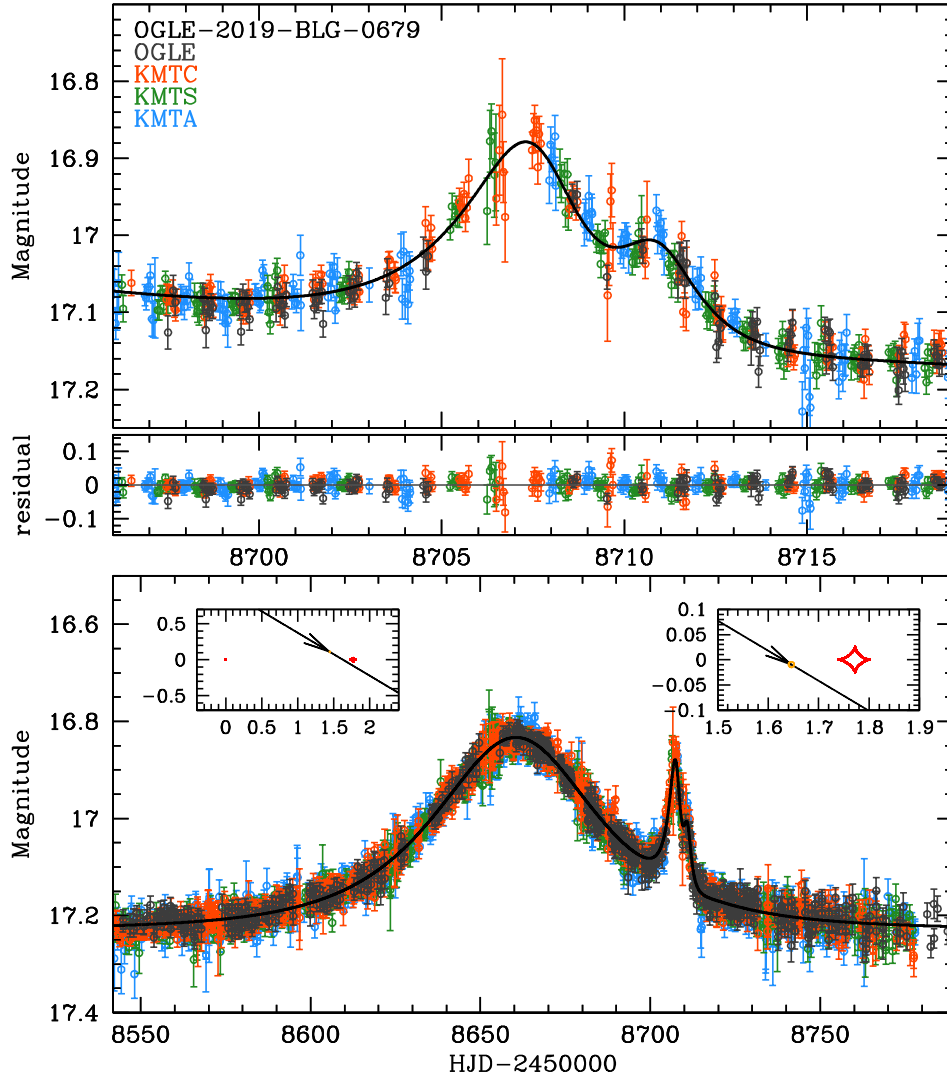 OGLE-2019-BLG-0679
OGLE
KMTC
KMTS
KMTA
Magnitude
16.8
16.9
17
17.1
17.2
residual
0.1
0
-0.1
8700 8705 8710 8715
Magnitude
16.6
16.8
17
17.2
17.4
0.5
0
-0.5
0 0.5 1 1.5 2
0.1
0.05
0
-0.05
-0.1
1.5 1.6 1.7 1.8 1.9
8550 8600 8650 8700 8750
HJD-2450000